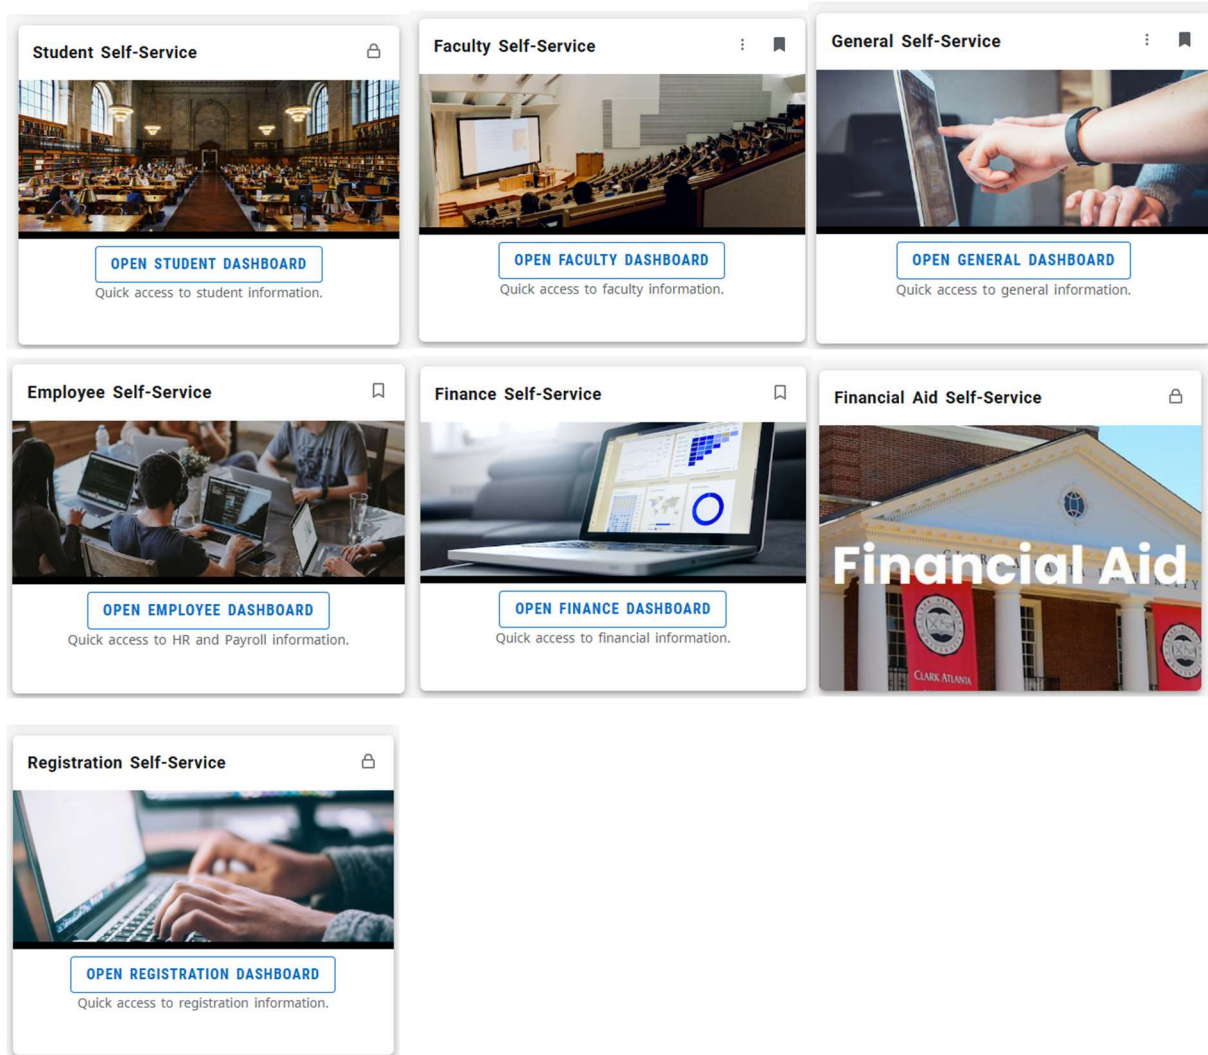 Student Self-Service
OPEN STUDENT DASHBOARD
Quick access to student information.
Faculty Self-Service
OPEN FACULTY DASHBOARD
Quick access to faculty information.
General Self-Service
OPEN GENERAL DASHBOARD
Quick access to general information.
Employee Self-Service
OPEN EMPLOYEE DASHBOARD
Quick access to HR and Payroll information.
Finance Self-Service
OPEN FINANCE DASHBOARD
Quick access to financial information.
Financial Aid Self-Service
Financial Aid
CLARK ATLANTA
Registration Self-Service
OPEN REGISTRATION DASHBOARD
Quick access to registration information.